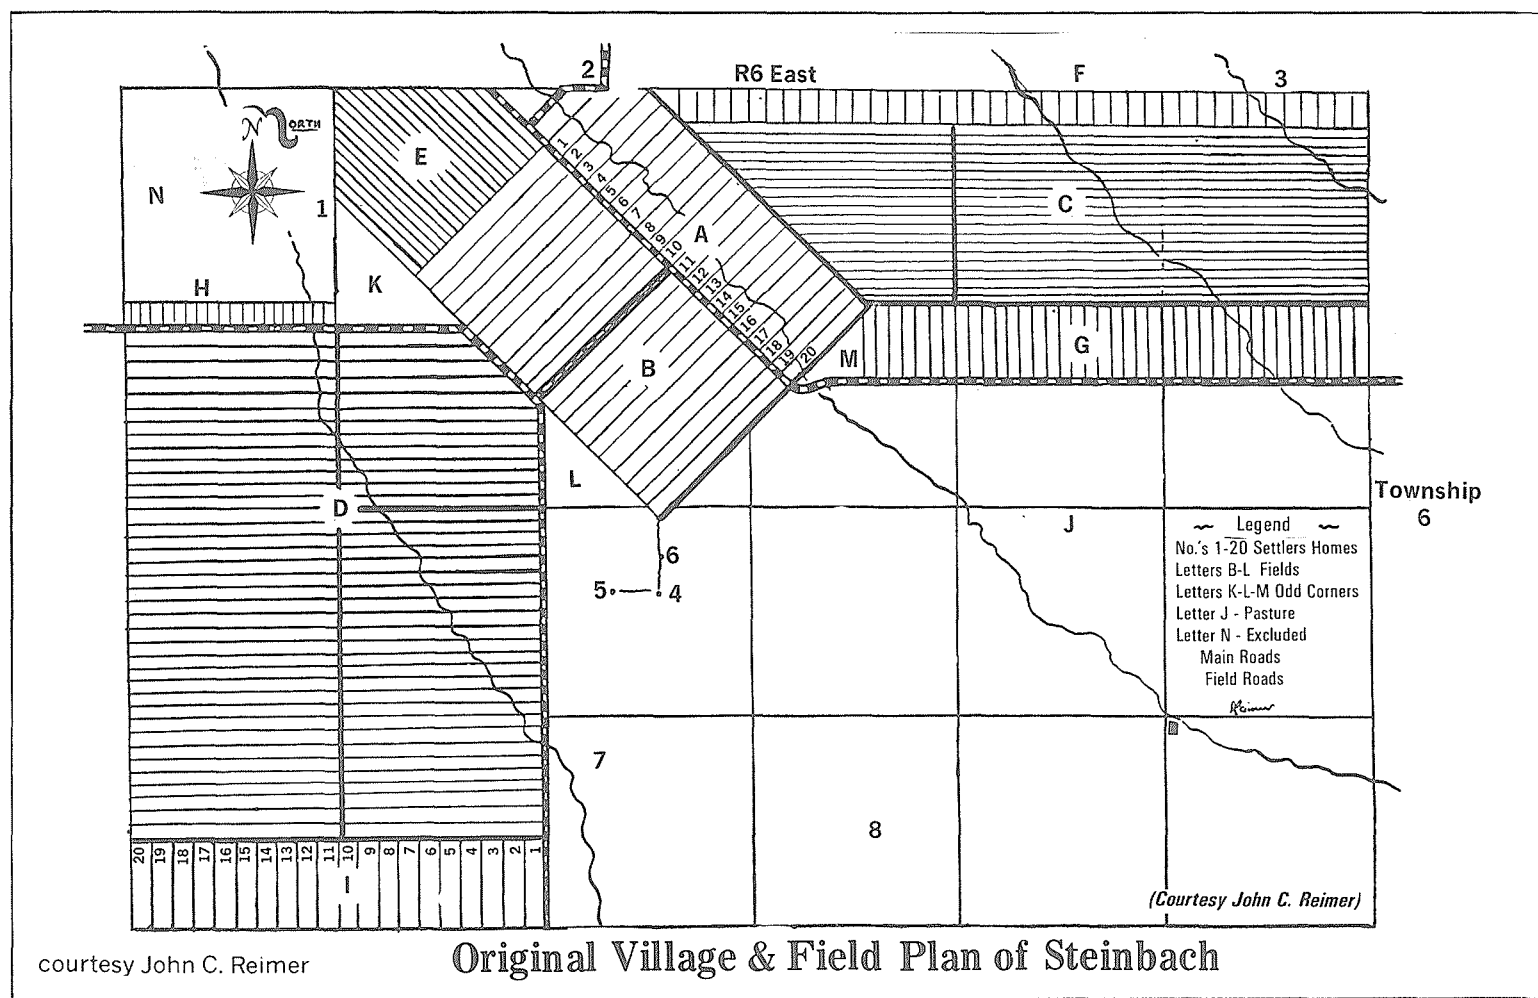 2
R6 East
F
3
North
E
N
1
A
C
1
2
3
4
5
6
7
8
9
10
11
12
13
14
15
16
17
18
19
20
H
K
M
G
B
L
D
J
Township
6
Legend
No.'s 1-20 Settlers Homes
Letters B-L Fields
Letters K-L-M Odd Corners
Letter J - Pasture
Letter N - Excluded
Main Roads
Field Roads
Reimer
6
5
4
7
8
20 19 18 17 16 15 14 13 12 11 10 9 8 7 6 5 4 3 2 1
I
(Courtesy John C. Reimer)
courtesy John C. Reimer
Original Village & Field Plan of Steinbach